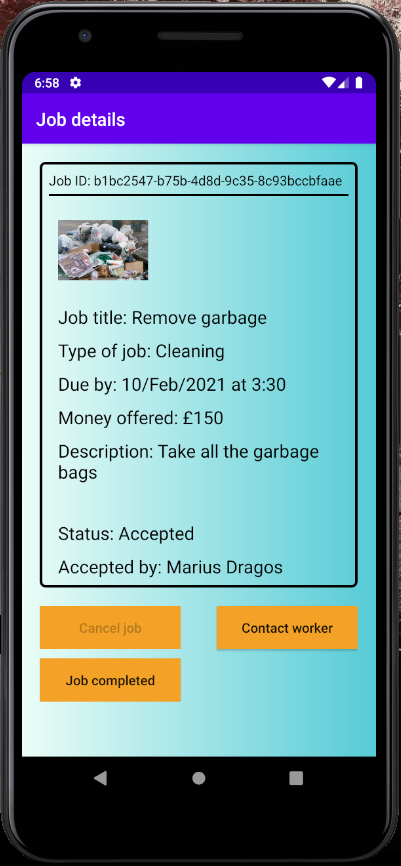 6:58
Job details
Job ID: b1bc2547-b75b-4d8d-9c35-8c93bccbfaae
Job title: Remove garbage
Type of job: Cleaning
Due by: 10/Feb/2021 at 3:30
Money offered: £150
Description: Take all the garbage
bags
Status: Accepted
Accepted by: Marius Dragos
Cancel job
Contact worker
Job completed